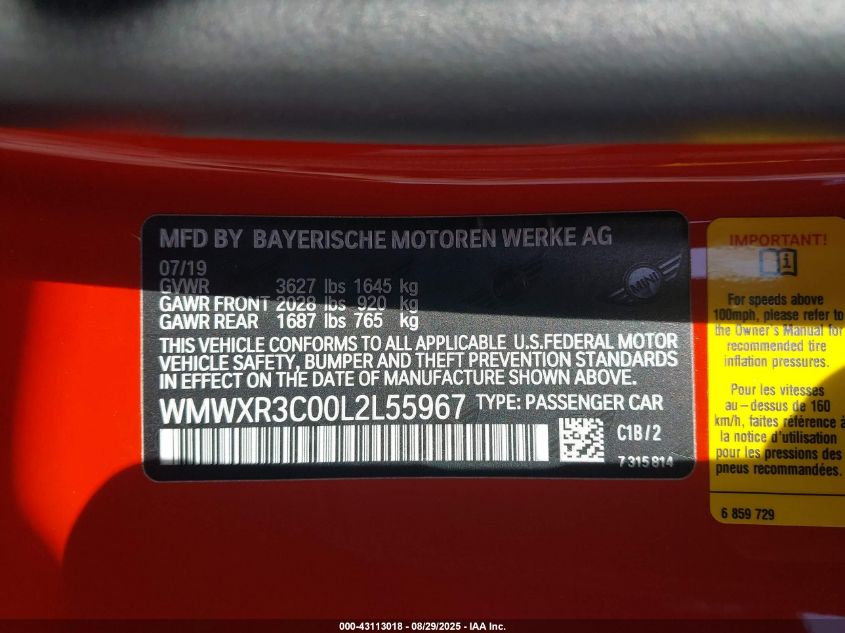 MFD BY BAYERISCHE MOTOREN WERKE AG
07/19
GVWR 3627 lbs 1645 kg
GAWR FRONT 2028 lbs 920 kg
GAWR REAR 1687 lbs 765 kg
THIS VEHICLE CONFORMS TO ALL APPLICABLE U.S.FEDERAL MOTOR
VEHICLE SAFETY, BUMPER AND THEFT PREVENTION STANDARDS
IN EFFECT ON THE DATE OF MANUFACTURE SHOWN ABOVE.
WMWXR3C00L2L55967 TYPE: PASSENGER CAR
C1B/2
7315814
MINI
IMPORTANT!
For speeds above
100mph, please refer to
the Owner's Manual for
recommended tire
inflation pressures.
Pour les vitesses
au-dessus de 160
km/h, faites référence à
la notice d'utilisation
pour les pressions des
pneus recommandées.
6 859 729
000-43113018 - 08/29/2025 - IAA Inc.